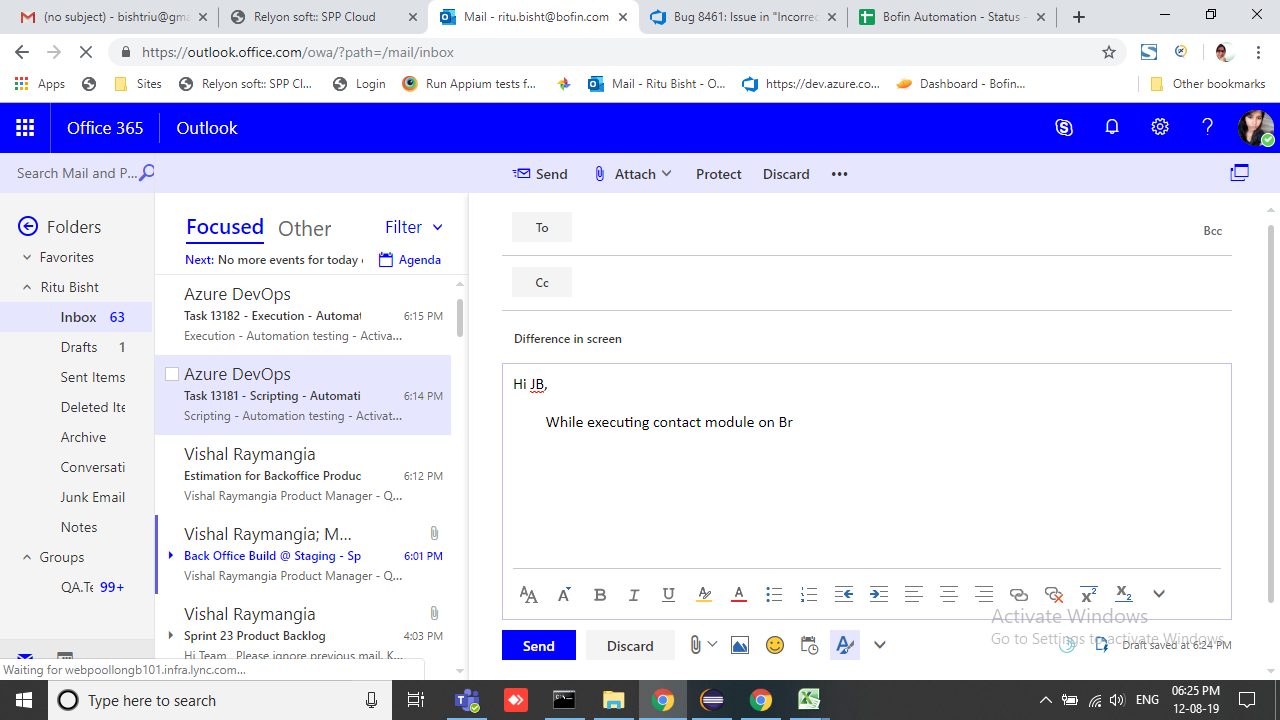 (no subject) - bishtriu@gma
Relyon soft:: SPP Cloud
Mail - ritu.bisht@bofin.com
Bug 8461: Issue in "Incorrec
Bofin Automation - Status -
https://outlook.office.com/owa/?path=/mail/inbox
Apps
Sites
Relyon soft:: SPP Cl...
Login
Run Appium tests f...
Mail - Ritu Bisht - O...
https://dev.azure.co...
Dashboard - Bofin...
Other bookmarks
Office 365
Outlook
Search Mail and P...
Send
Attach
Protect
Discard
•••
Folders
Favorites
Ritu Bisht
Inbox 63
Drafts 1
Sent Items
Deleted Ite
Archive
Conversati
Junk Email
Notes
Groups
QA.Te 99+
Focused
Other
Filter
Next: No more events for today
Agenda
Azure DevOps
Task 13182 - Execution - Automat 6:15 PM
Execution - Automation testing - Activa...
Azure DevOps
Task 13181 - Scripting - Automati 6:14 PM
Scripting - Automation testing - Activat...
Vishal Raymangia
Estimation for Backoffice Produc 6:12 PM
Vishal Raymangia Product Manager - Q...
Vishal Raymangia; M...
Back Office Build @ Staging - Sp 6:01 PM
Vishal Raymangia Product Manager - Q...
Vishal Raymangia
Sprint 23 Product Backlog 4:03 PM
Hi Team, Please ignore previous mail. K...
To
Bcc
Cc
Difference in screen
Hi JB,
While executing contact module on Br
Activate Windows
Go to Settings to activate Windows.
Send
Discard
Draft saved at 6:24 PM
Waiting for webpoollongb101.infra.lync.com...
Type here to search
ENG
06:25 PM
12-08-19